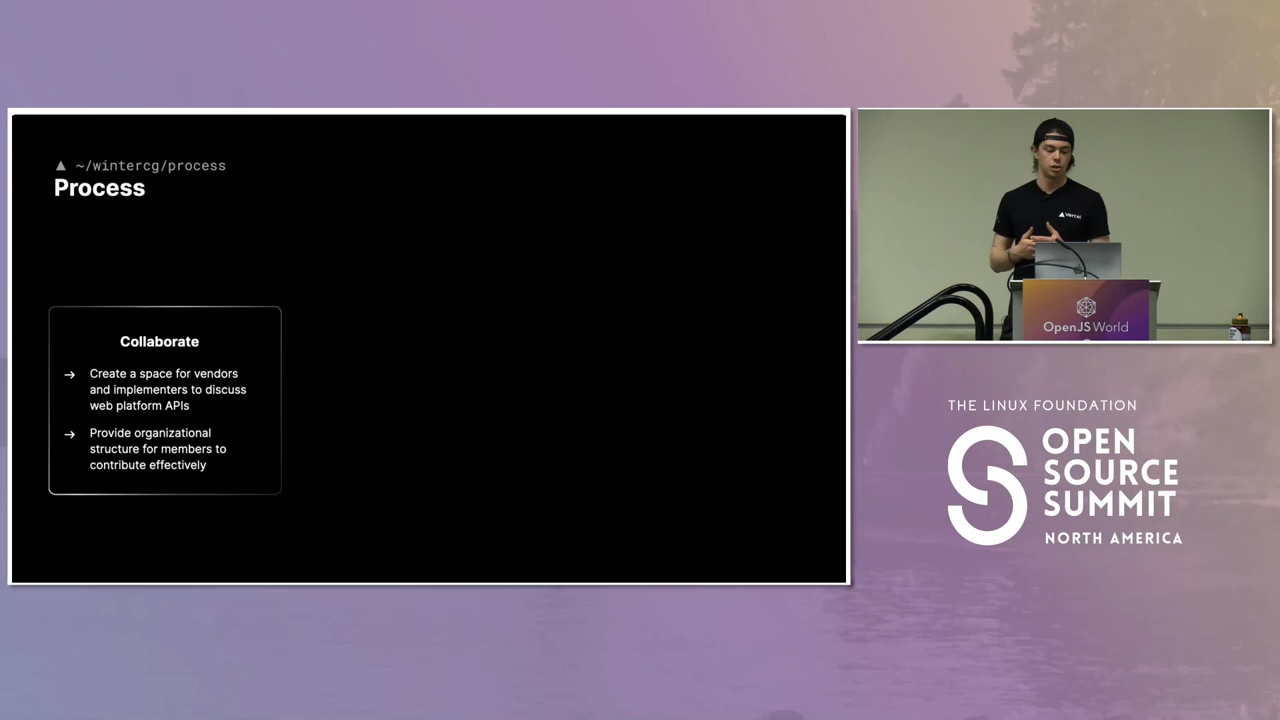 ▲ ~/wintercg/process
Process
Collaborate
→ Create a space for vendors
and implementers to discuss
web platform APIs
→ Provide organizational
structure for members to
contribute effectively
Vercel
OpenJS World
THE LINUX FOUNDATION
OPEN
SOURCE
SUMMIT
NORTH AMERICA